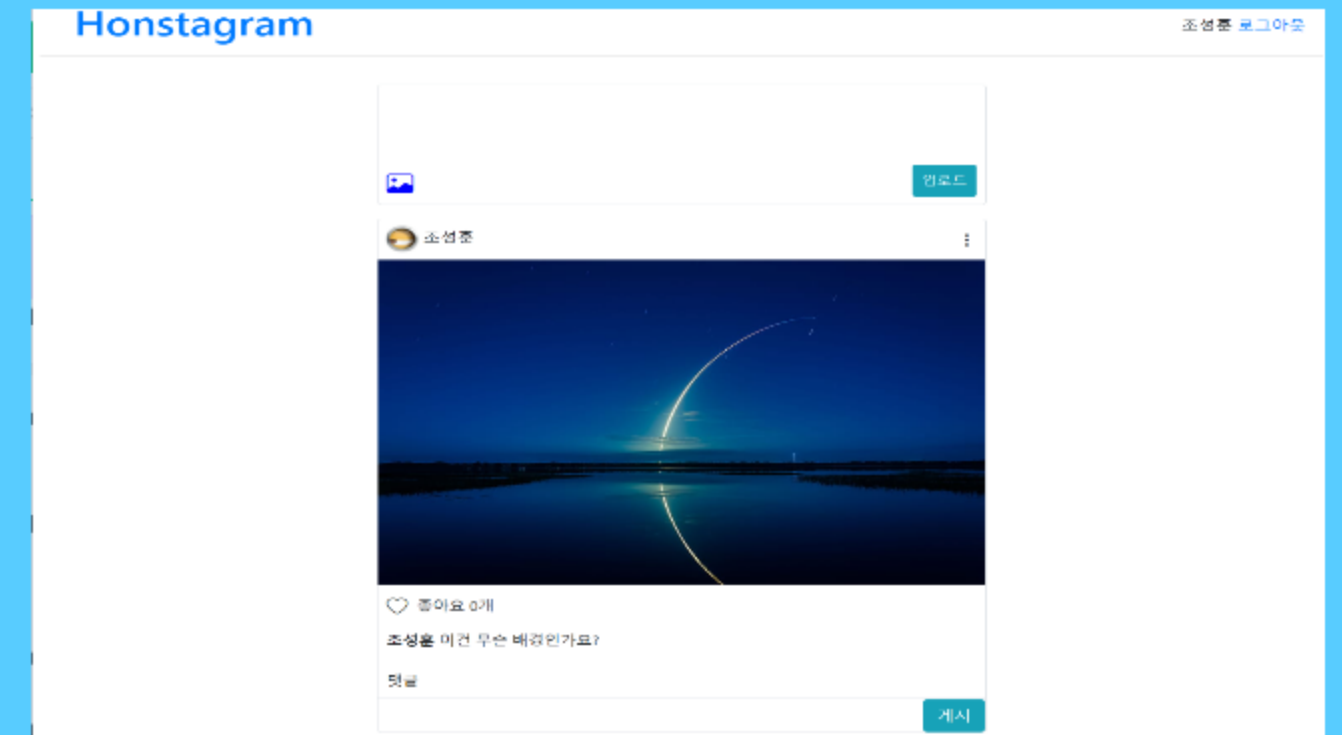 Honstagram
조성훈 로그아웃
업로드
조성훈
좋아요 0개
조성훈 이건 무슨 배경인가요?
댓글
게시